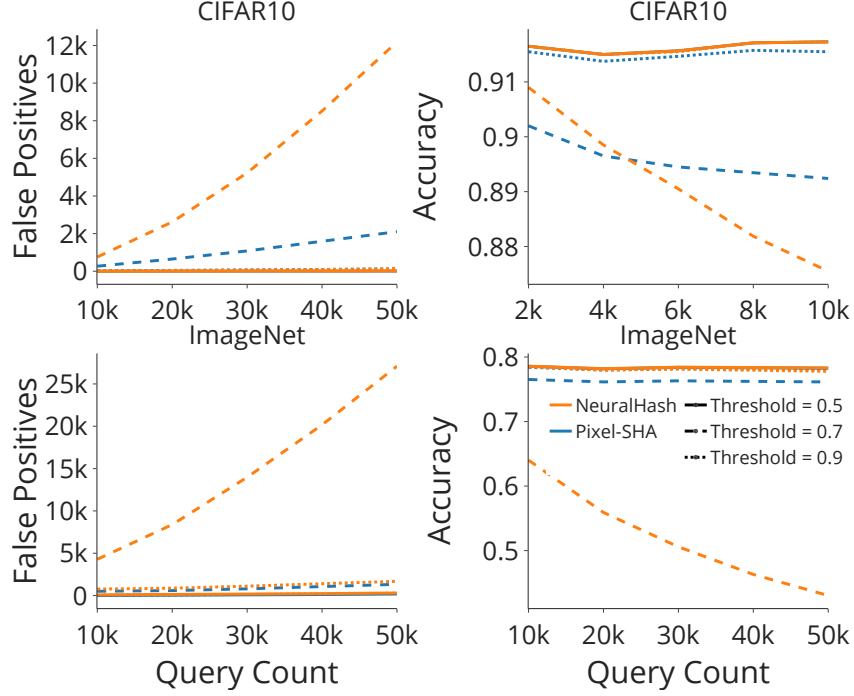 CIFAR10
False Positives
12k
10k
8k
6k
4k
2k
0
10k 20k 30k 40k 50k
CIFAR10
Accuracy
0.91
0.9
0.89
0.88
2k 4k 6k 8k 10k
ImageNet
False Positives
25k
20k
15k
10k
5k
0
10k 20k 30k 40k 50k
Query Count
ImageNet
Accuracy
0.8
0.7
0.6
0.5
NeuralHash
Pixel-SHA
Threshold = 0.5
Threshold = 0.7
Threshold = 0.9
10k 20k 30k 40k 50k
Query Count